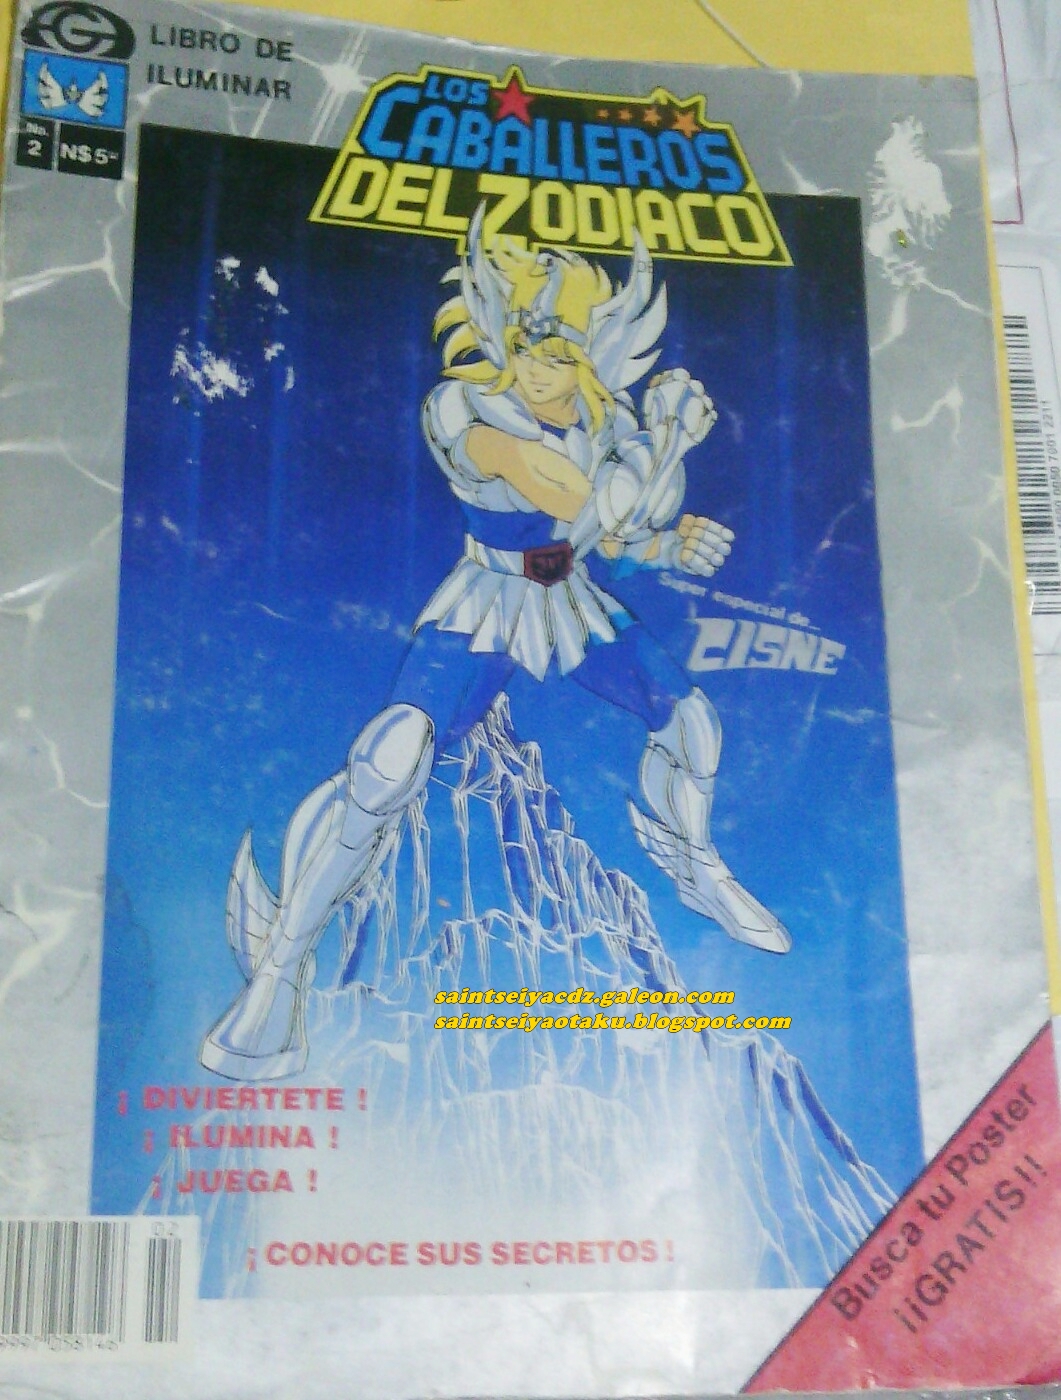 LIBRO DE
ILUMINAR
No.
2
N$5
LOS
CABALLEROS
DEL ZODIACO
Super especial de...
CISNE
saintseiyacdz.galeon.com
saintseiyaotaku.blogspot.com
¡ DIVIERTETE !
¡ ILUMINA !
¡ JUEGA !
¡ CONOCE SUS SECRETOS !
Busca tu Poster
¡¡GRATIS!!
02